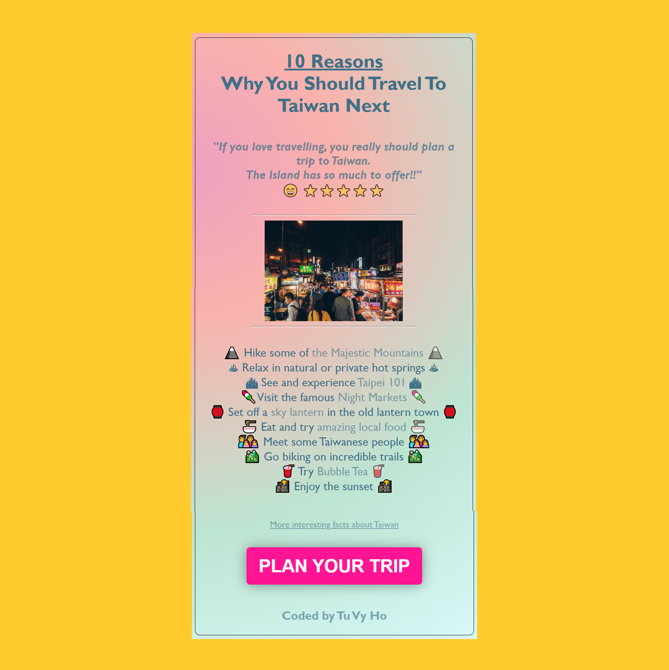 10 Reasons
Why You Should Travel To
Taiwan Next
"If you love travelling, you really should plan a
trip to Taiwan.
The Island has so much to offer!!"
Hike some of the Majestic Mountains
Relax in natural or private hot springs
See and experience Taipei 101
Visit the famous Night Markets
Set off a sky lantern in the old lantern town
Eat and try amazing local food
Meet some Taiwanese people
Go biking on incredible trails
Try Bubble Tea
Enjoy the sunset
More interesting facts about Taiwan
PLAN YOUR TRIP
Coded by Tu Vy Ho